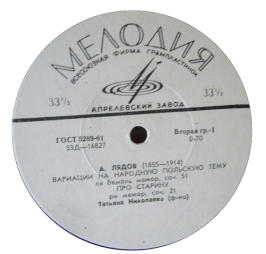 МЕЛОДИЯ
ВСЕСОЮЗНАЯ ФИРМА ГРАМПЛАСТИНОК
33⅓ 33⅓
АПРЕЛЕВСКИЙ ЗАВОД
ГОСТ 5289-61 Вторая гр.-1
33Д—16827 0-70
А. ЛЯДОВ (1855—1914)
ВАРИАЦИИ НА НАРОДНУЮ ПОЛЬСКУЮ ТЕМУ
ля бемоль мажор, соч. 51
ПРО СТАРИНУ
ре мажор, соч. 21
Татьяна Николаева (ф-но)